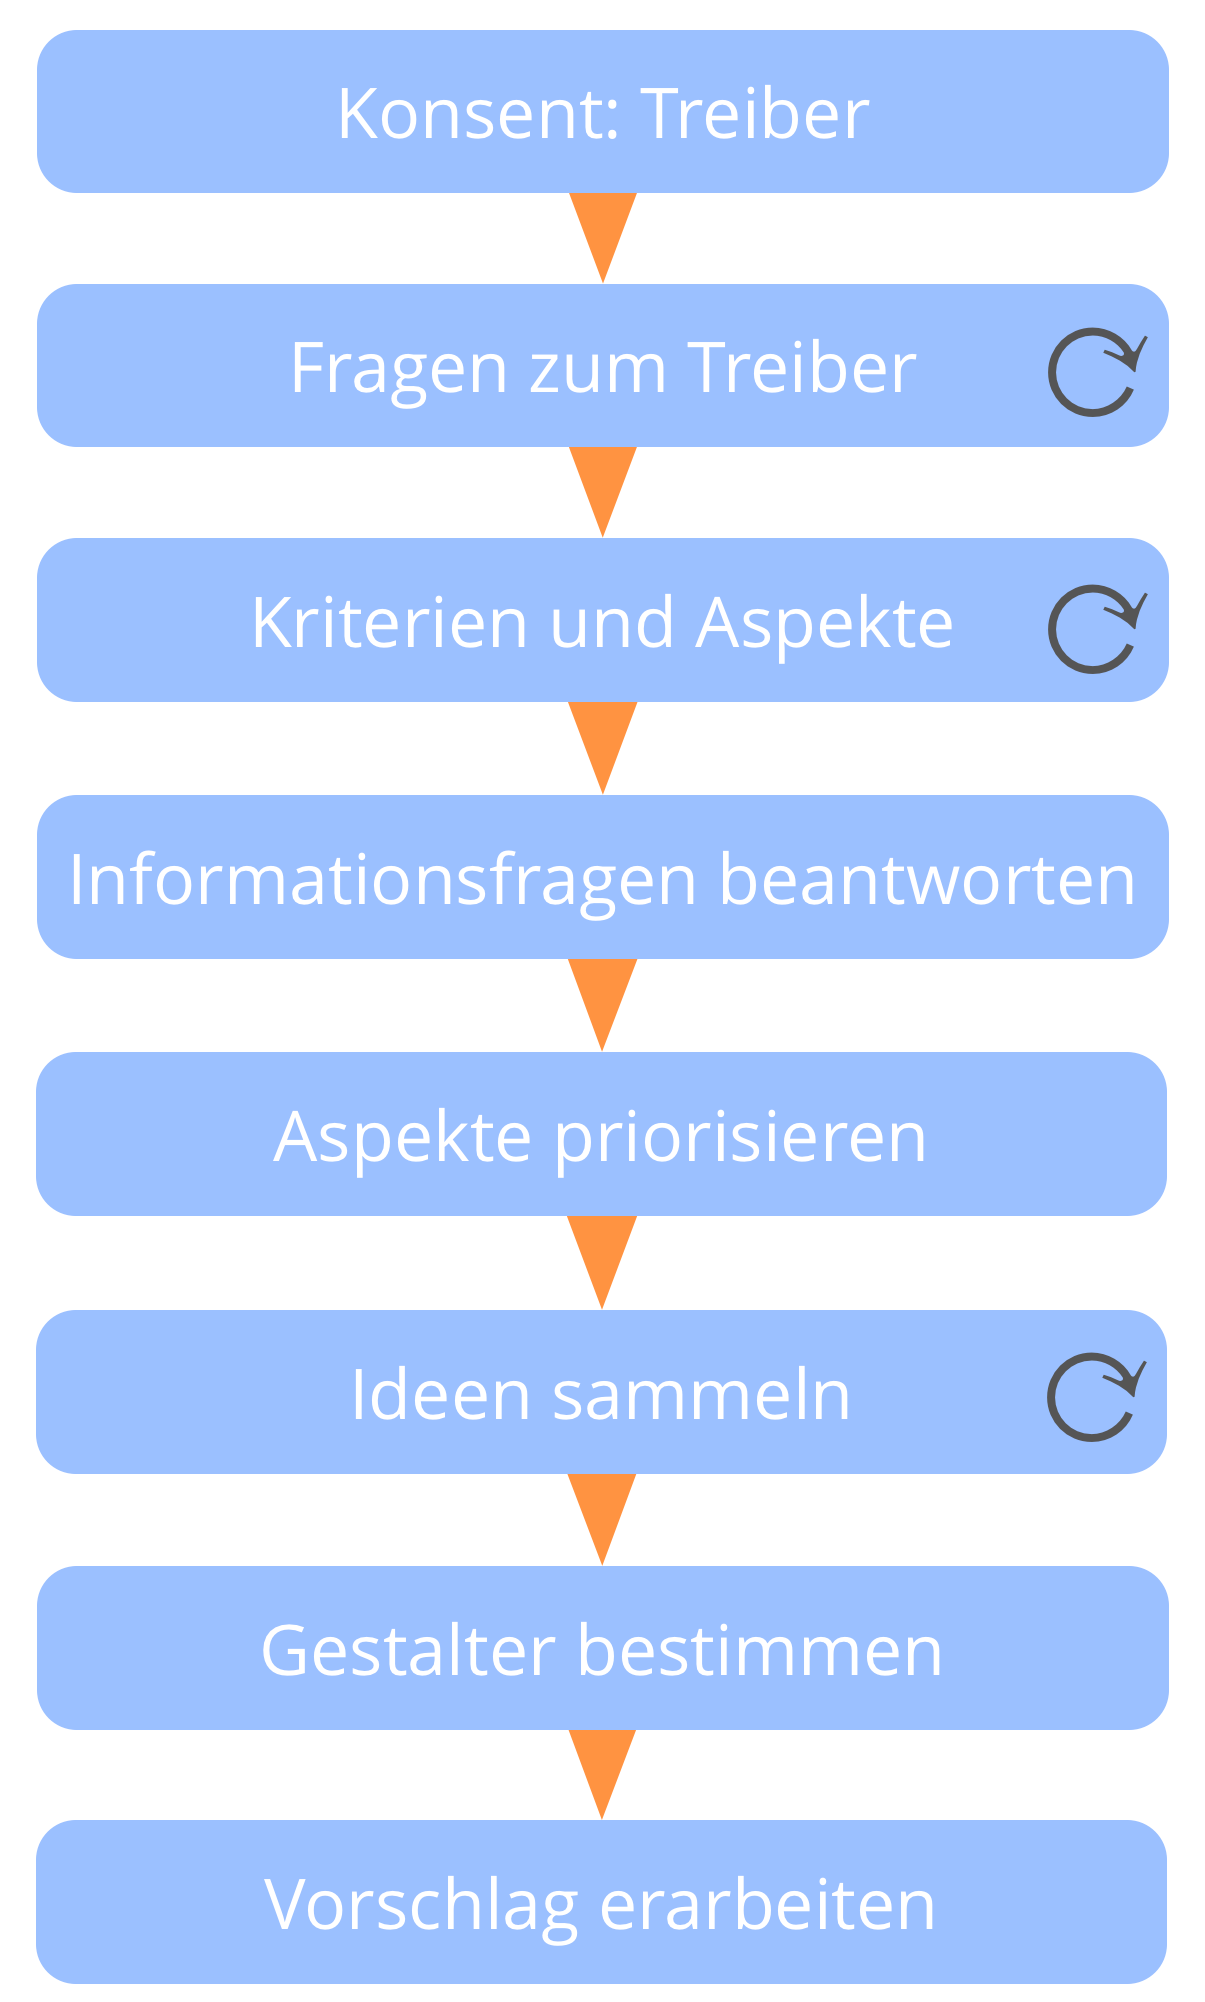 Konsent: Treiber
Fragen zum Treiber
Kriterien und Aspekte
Informationsfragen beantworten
Aspekte priorisieren
Ideen sammeln
Gestalter bestimmen
Vorschlag erarbeiten